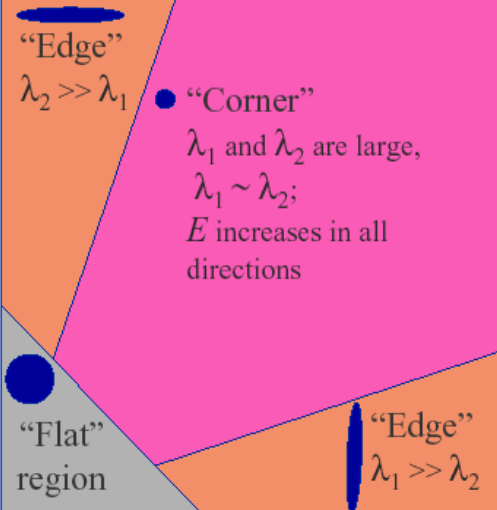 “Edge”
λ₂ >> λ₁
“Corner”
λ₁ and λ₂ are large,
λ₁ ~ λ₂;
E increases in all
directions
“Flat”
region
“Edge”
λ₁ >> λ₂